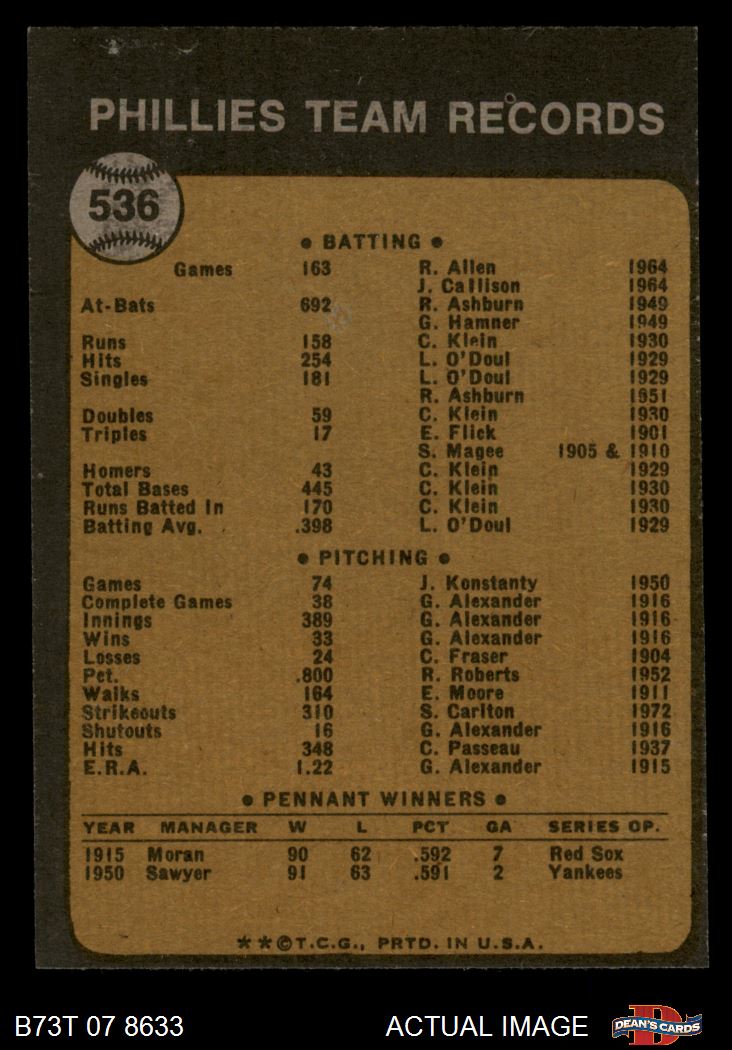 PHILLIES TEAM RECORDS
536
● BATTING ●
Games 163 R. Allen 1964
J. Callison 1964
At-Bats 692 R. Ashburn 1949
G. Hamner 1949
Runs 158 C. Klein 1930
Hits 254 L. O'Doul 1929
Singles 181 L. O'Doul 1929
R. Ashburn 1951
Doubles 59 C. Klein 1930
Triples 17 E. Flick 1901
S. Magee 1905 & 1910
Homers 43 C. Klein 1929
Total Bases 445 C. Klein 1930
Runs Batted In 170 C. Klein 1930
Batting Avg. .398 L. O'Doul 1929
● PITCHING ●
Games 74 J. Konstanty 1950
Complete Games 38 G. Alexander 1916
Innings 389 G. Alexander 1916
Wins 33 G. Alexander 1916
Losses 24 C. Fraser 1904
Pct. .800 R. Roberts 1952
Walks 164 E. Moore 1911
Strikeouts 310 S. Carlton 1972
Shutouts 16 G. Alexander 1916
Hits 348 C. Passeau 1937
E.R.A. 1.22 G. Alexander 1915
● PENNANT WINNERS ●
YEAR MANAGER W L PCT GA SERIES OP.
1915 Moran 90 62 .592 7 Red Sox
1950 Sawyer 91 63 .591 2 Yankees
★★©T.C.G., PRTD. IN U.S.A.
B73T 07 8633 ACTUAL IMAGE D DEAN'S CARDS